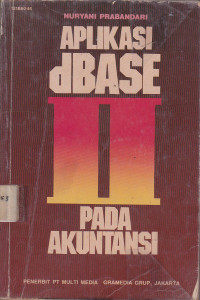 NURYANI PRABANDARI
APLIKASI
dBASE
II
PADA
AKUNTANSI
PENERBIT PT MULTI MEDIA GRAMEDIA GRUP, JAKARTA